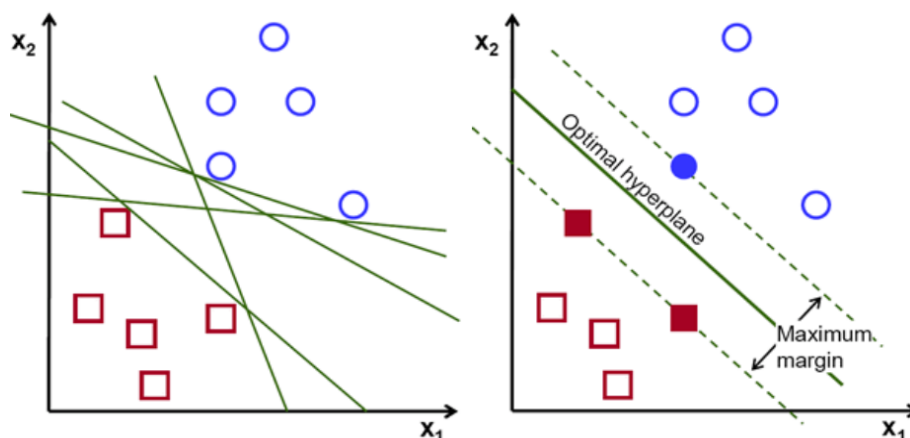 x₂
x₁
x₂
Optimal hyperplane
Maximum
margin
x₁